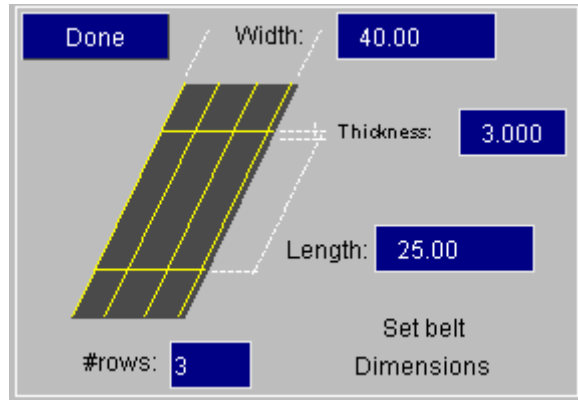 Done Width: 40.00
Thickness: 3.000
Length: 25.00
Set belt
Dimensions
#rows: 3